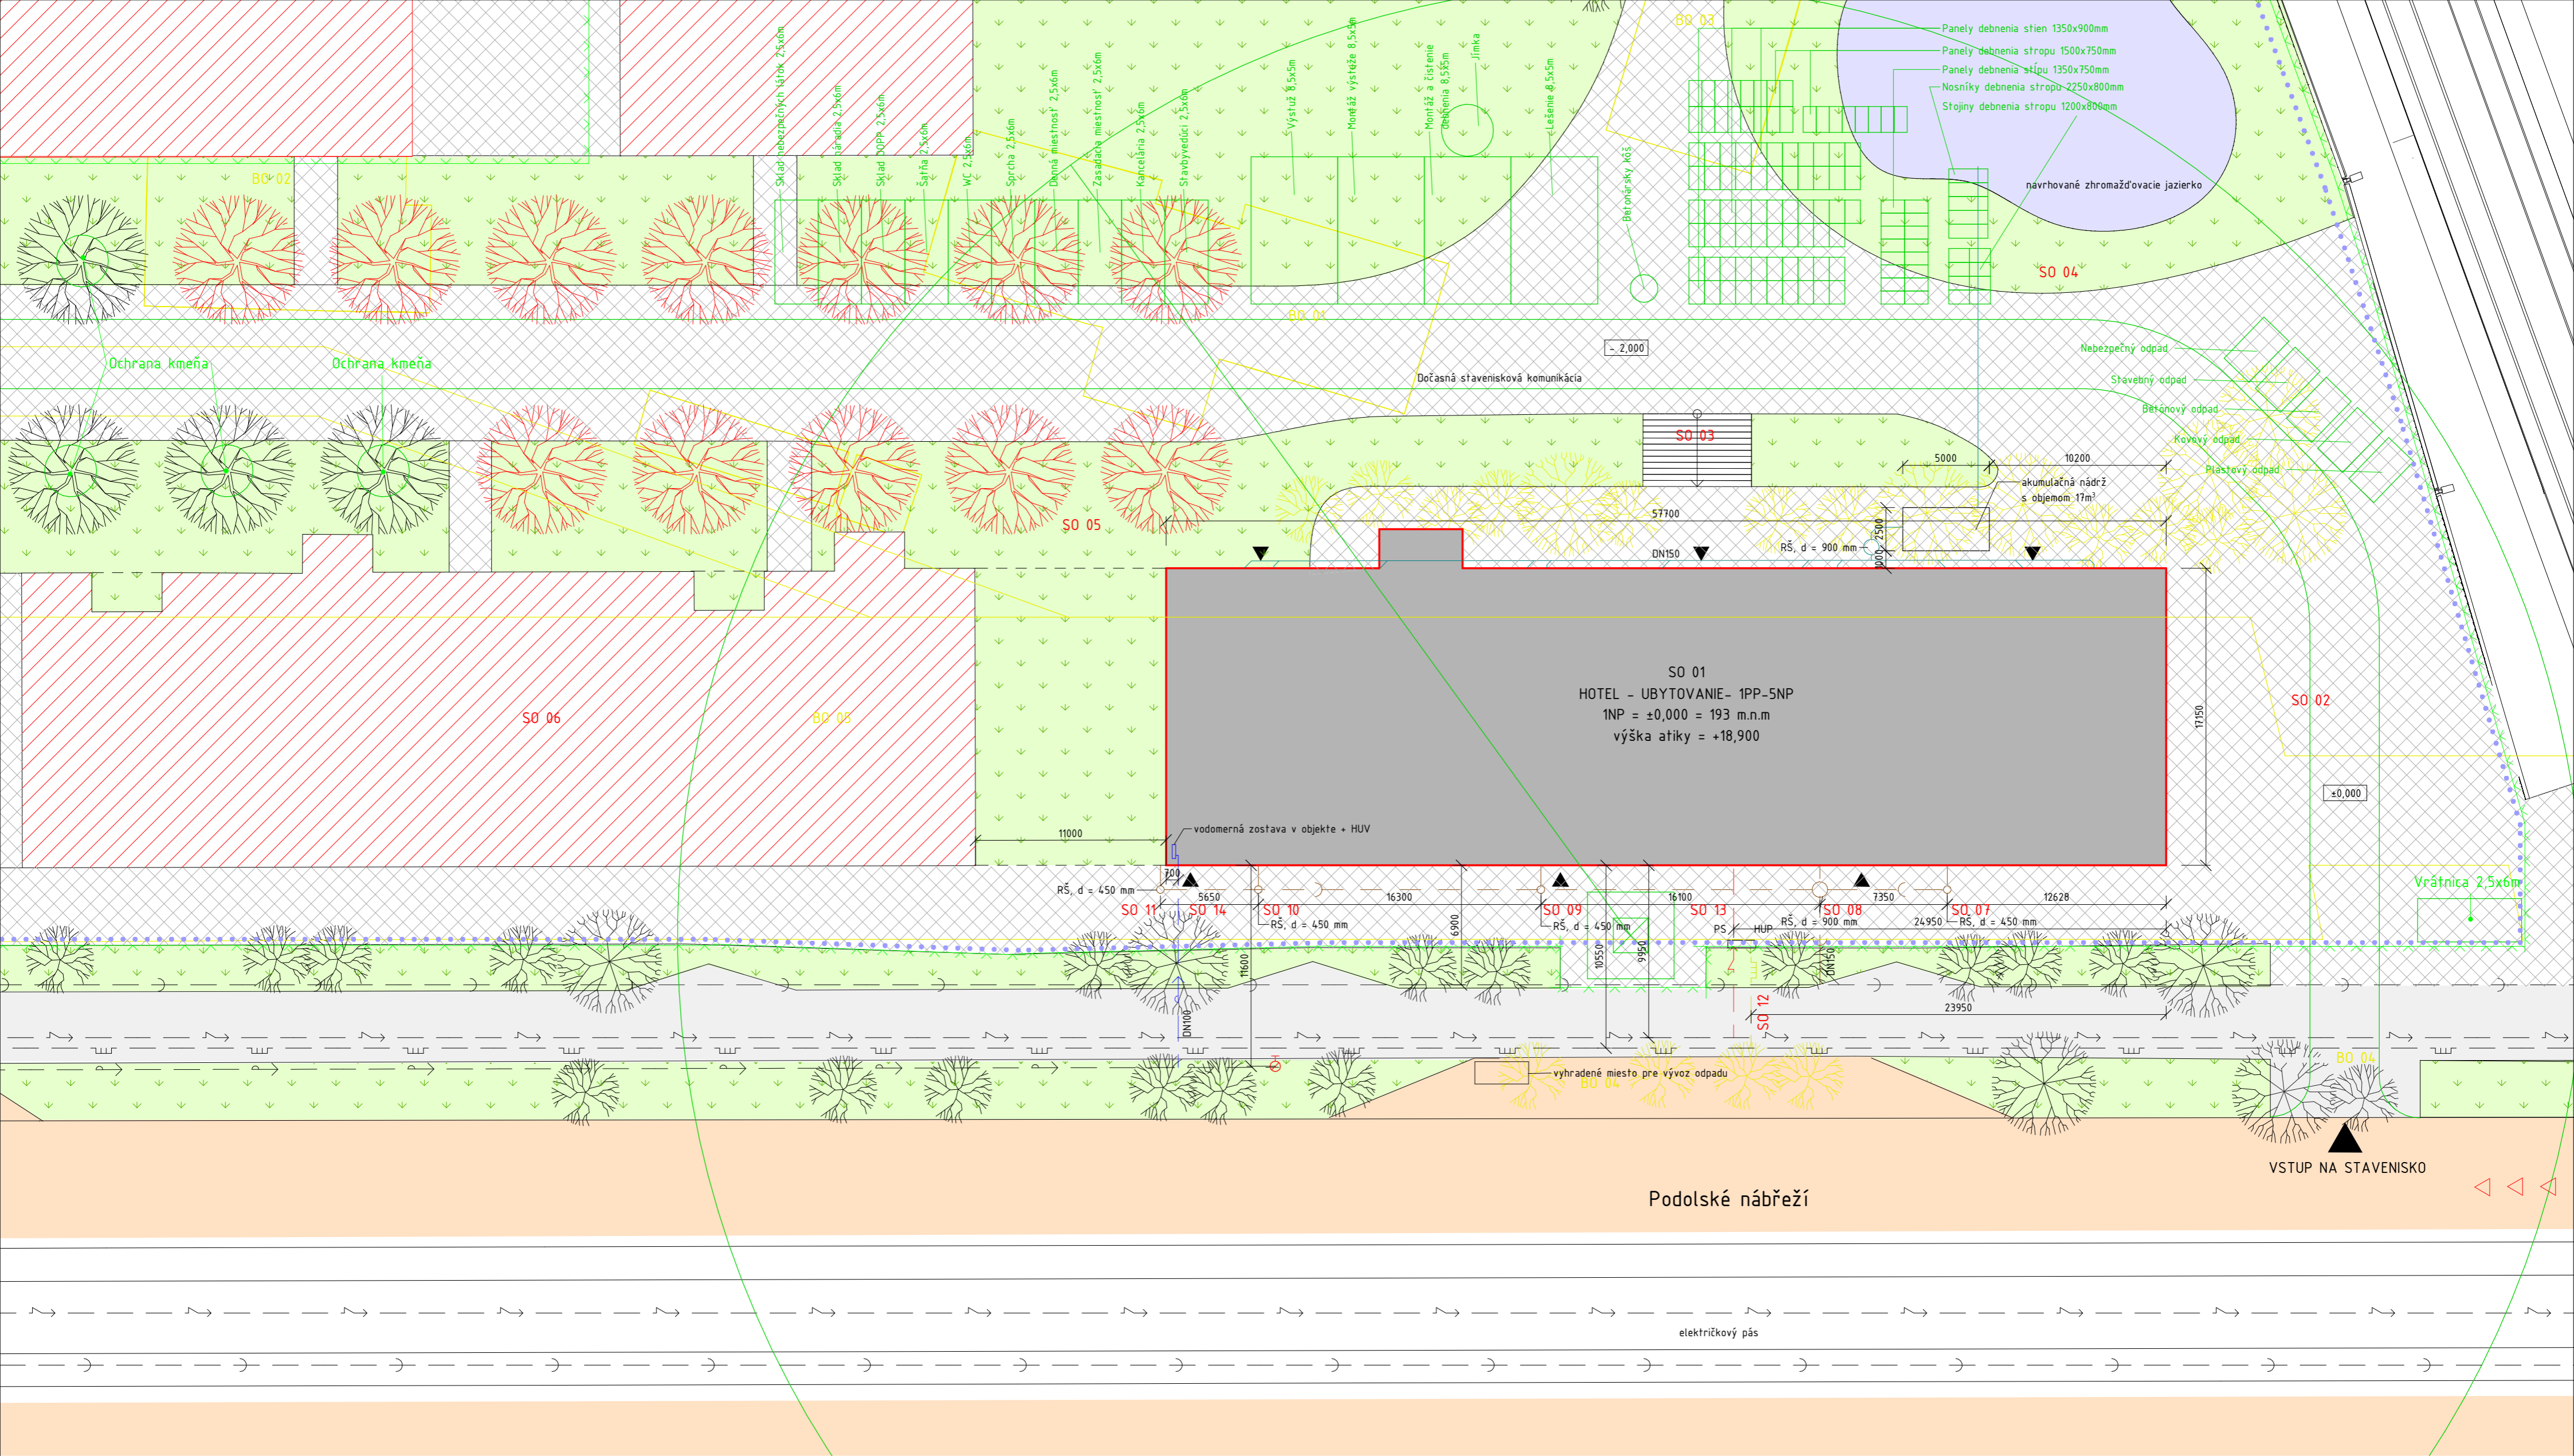 BO 03
Panely debnenia stien 1350x900mm
Panely debnenia stropu 1500x750mm
Panely debnenia stĺpu 1350x750mm
Nosníky debnenia stropu 2250x800mm
Stojiny debnenia stropu 1200x800mm
Sklad nebezpečných látok 2,5x6m
Sklad náradia 2,5x6m
Sklad OOPP 2,5x6m
Šatňa 2,5x6m
WC 2,5x6m
Sprcha 2,5x6m
Denná miestnosť 2,5x6m
Zasadacia miestnosť 2,5x6m
Kancelária 2,5x6m
Stavbyvedúci 2,5x6m
Výstuž 8,5x5m
Montáž výstuže 8,5x5m
Montáž a čistenie
debnenia 8,5x5m
Jímka
Lešenie 8,5x5m
Betonársky kôš
BO 02
navrhované zhromažďovacie jazierko
SO 04
BO 01
- 2,000
Dočasná stavenisková komunikácia
Ochrana kmeňa
Ochrana kmeňa
Nebezpečný odpad
Stavebný odpad
Betónový odpad
Kovový odpad
Plastový odpad
SO 03
5000
10200
akumulačná nádrž
s objemom 17m³
57700
SO 05
2500
1000
RŠ, d = 900 mm
DN150
SO 01
HOTEL - UBYTOVANIE- 1PP-5NP
1NP = ±0,000 = 193 m.n.m
výška atiky = +18,900
SO 06
BO 05
SO 02
17150
±0,000
11000
vodomerná zostava v objekte + HUV
700
RŠ, d = 450 mm
5650
16300
16100
7350
12628
SO 11
SO 14
SO 10
SO 09
SO 13
SO 08
SO 07
RŠ, d = 450 mm
RŠ, d = 450 mm
RŠ, d = 900 mm
24950
RŠ, d = 450 mm
PS
HUP
Vrátnica 2,5x6m
6900
11600
10550
9950
DN150
DN100
SO 12
23950
H
vyhradené miesto pre vývoz odpadu
BO 04
BO 04
VSTUP NA STAVENISKO
Podolské nábřeží
električkový pás